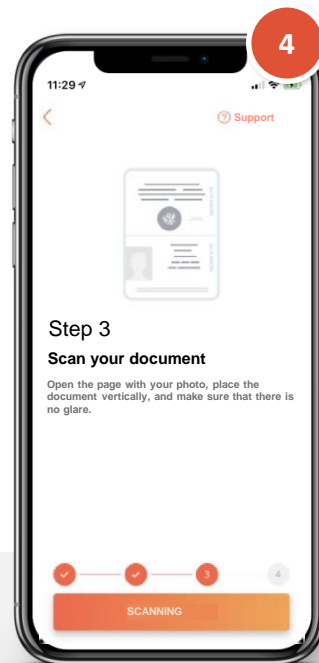 4
11:29
Support
Step 3
Scan your document
Open the page with your photo, place the
document vertically, and make sure that there is
no glare.
3
4
SCANNING